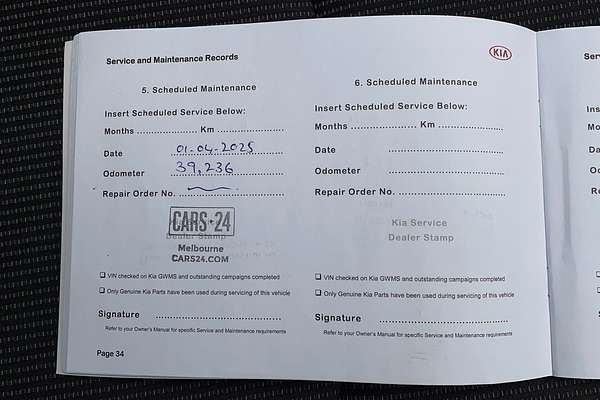 KIA
Service and Maintenance Records
5. Scheduled Maintenance
Insert Scheduled Service Below:
Months .................. Km ......................
Date 01-04-2025
Odometer 39,236
Repair Order No.
CARS·24
Dealer Stamp
Melbourne
CARS24.COM
❑ VIN checked on Kia GWMS and outstanding campaigns completed
❑ Only Genuine Kia Parts have been used during servicing of this vehicle
Signature ....................................
Refer to your Owner's Manual for specific Service and Maintenance requirements
Page 34
6. Scheduled Maintenance
Insert Scheduled Service Below:
Months .................. Km ......................
Date ....................................
Odometer ....................................
Repair Order No. ....................................
Kia Service
Dealer Stamp
❑ VIN checked on Kia GWMS and outstanding campaigns completed
❑ Only Genuine Kia Parts have been used during servicing of this vehicle
Signature ....................................
Refer to your Owner's Manual for specific Service and Maintenance requirements